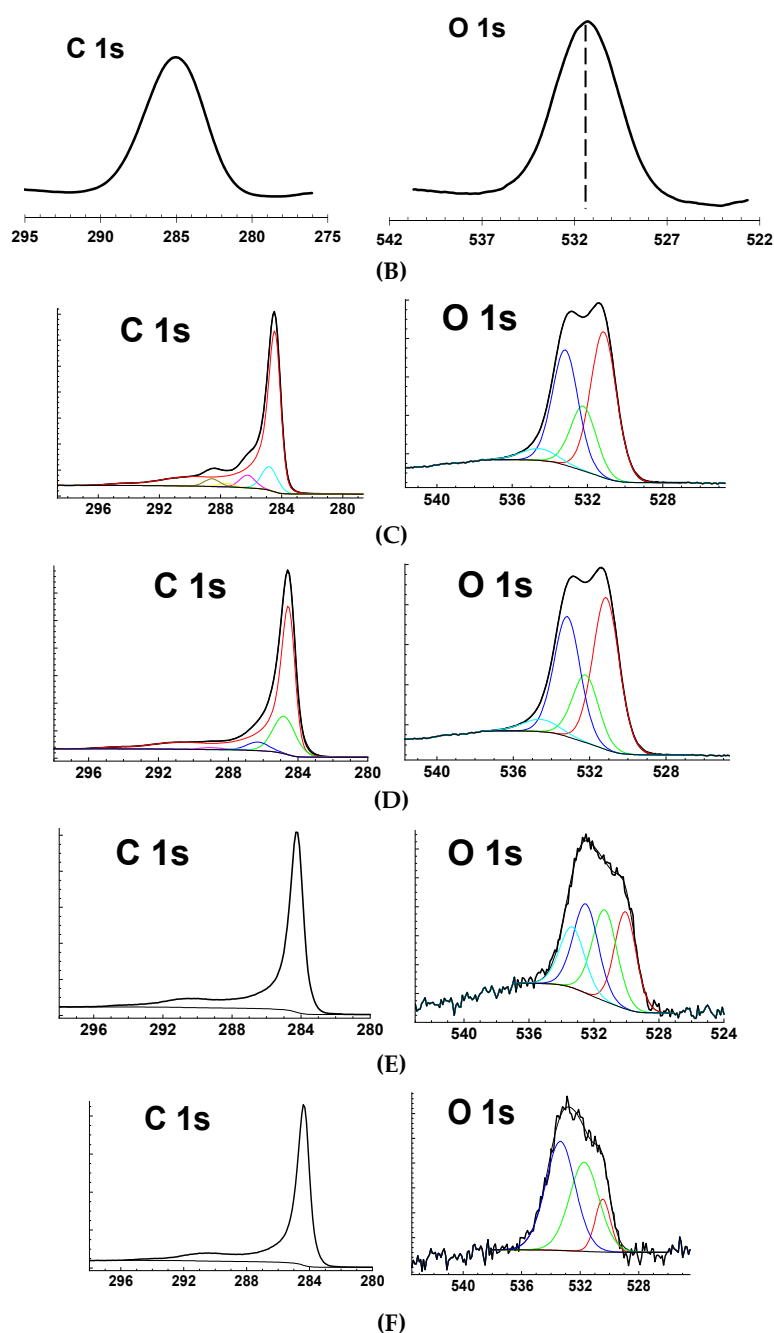 C 1s
O 1s
295 290 285 280 275
542 537 532 527 522
(B)
C 1s
O 1s
296 292 288 284 280
540 536 532 528
(C)
C 1s
O 1s
296 292 288 284 280
540 536 532 528
(D)
C 1s
O 1s
296 292 288 284 280
540 536 532 528 524
(E)
C 1s
O 1s
296 292 288 284 280
540 536 532 528
(F)